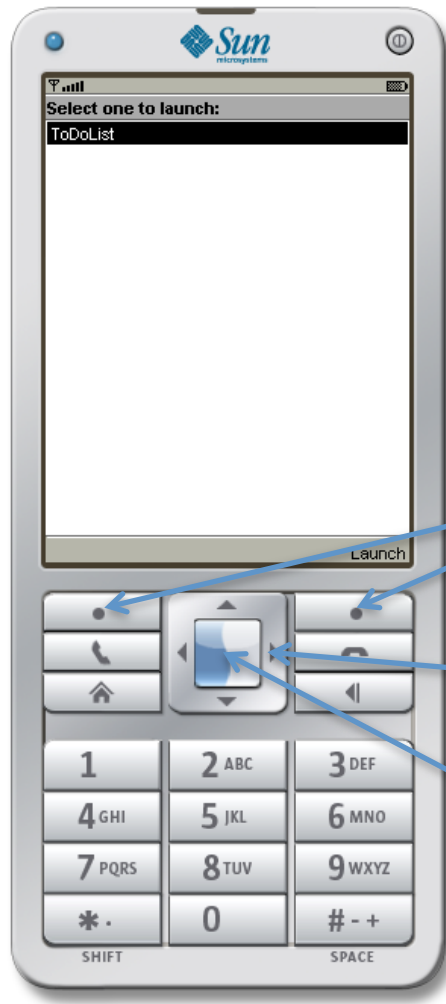 Sun
microsystems
Select one to launch:
ToDoList
Launch
1
2 ABC
3 DEF
4 GHI
5 JKL
6 MNO
7 PQRS
8 TUV
9 WXYZ
* .
0
# - +
SHIFT
SPACE